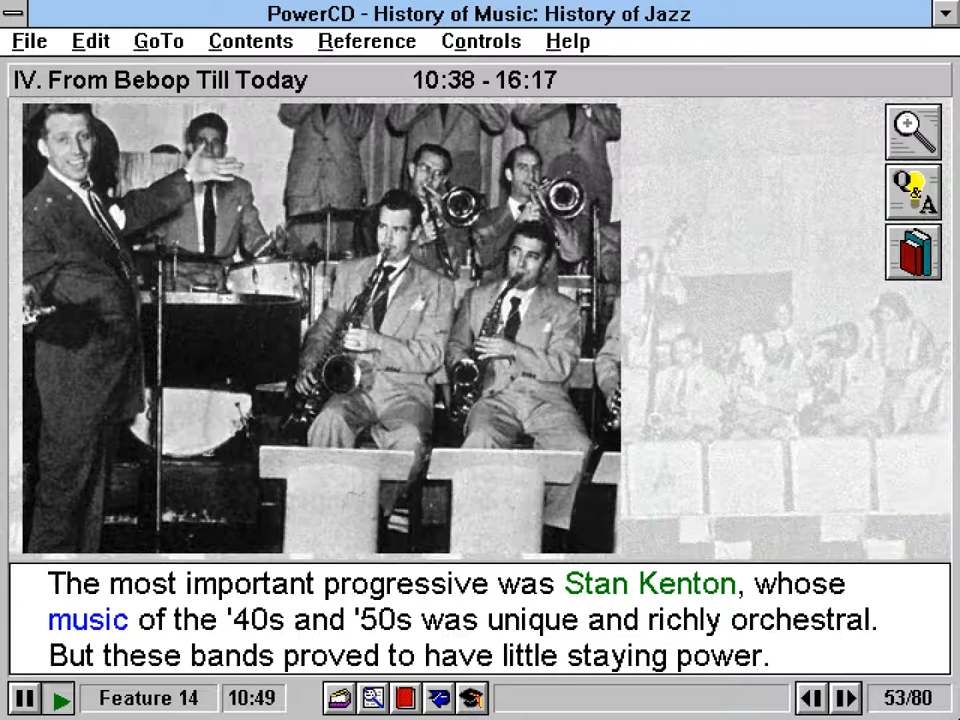 PowerCD - History of Music: History of Jazz
File Edit GoTo Contents Reference Controls Help
IV. From Bebop Till Today 10:38 - 16:17
Q & A
The most important progressive was Stan Kenton, whose
music of the '40s and '50s was unique and richly orchestral.
But these bands proved to have little staying power.
Feature 14 10:49 53/80